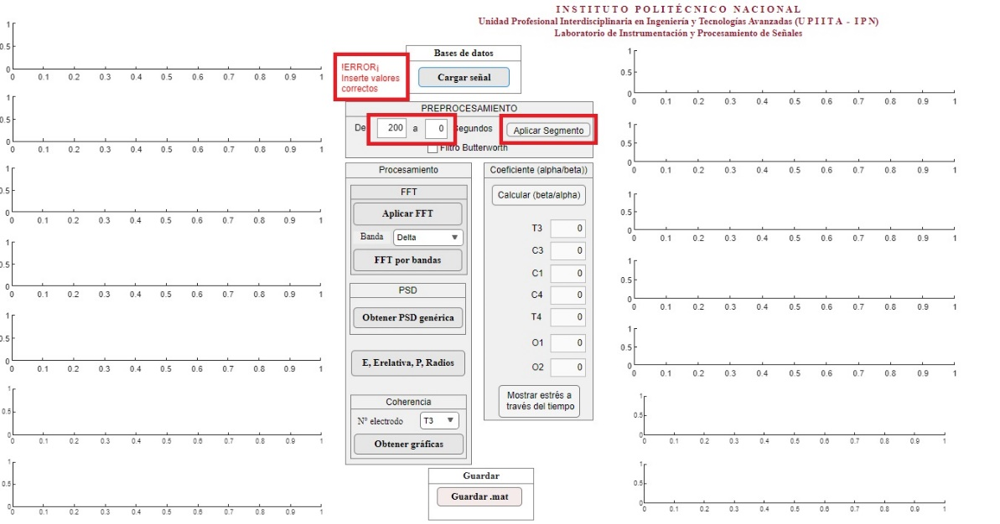 INSTITUTO POLITÉCNICO NACIONAL
Unidad Profesional Interdisciplinaria en Ingeniería y Tecnologías Avanzadas (UPIITA - IPN)
Laboratorio de Instrumentación y Procesamiento de Señales
1
0.5
0
0 0.1 0.2 0.3 0.4 0.5 0.6 0.7 0.8 0.9 1
1
0.5
0
0 0.1 0.2 0.3 0.4 0.5 0.6 0.7 0.8 0.9 1
1
0.5
0
0 0.1 0.2 0.3 0.4 0.5 0.6 0.7 0.8 0.9 1
1
0.5
0
0 0.1 0.2 0.3 0.4 0.5 0.6 0.7 0.8 0.9 1
1
0.5
0
0 0.1 0.2 0.3 0.4 0.5 0.6 0.7 0.8 0.9 1
1
0.5
0
0 0.1 0.2 0.3 0.4 0.5 0.6 0.7 0.8 0.9 1
1
0.5
0
0 0.1 0.2 0.3 0.4 0.5 0.6 0.7 0.8 0.9 1
!ERROR¡
Inserte valores
correctos
Bases de datos
Cargar señal
PREPROCESAMIENTO
De 200 a 0 Segundos Aplicar Segmento
Filtro Butterworth
Procesamiento
FFT
Aplicar FFT
Banda Delta
FFT por bandas
PSD
Obtener PSD genérica
E, Erelativa, P, Radios
Coherencia
N° electrodo T3
Obtener gráficas
Coeficiente (alpha/beta))
Calcular (beta/alpha)
T3 0
C3 0
C1 0
C4 0
T4 0
O1 0
O2 0
Mostrar estrés a
través del tiempo
Guardar
Guardar .mat
1
0.5
0
0 0.1 0.2 0.3 0.4 0.5 0.6 0.7 0.8 0.9 1
1
0.5
0
0 0.1 0.2 0.3 0.4 0.5 0.6 0.7 0.8 0.9 1
1
0.5
0
0 0.1 0.2 0.3 0.4 0.5 0.6 0.7 0.8 0.9 1
1
0.5
0
0 0.1 0.2 0.3 0.4 0.5 0.6 0.7 0.8 0.9 1
1
0.5
0
0 0.1 0.2 0.3 0.4 0.5 0.6 0.7 0.8 0.9 1
1
0.5
0
0 0.1 0.2 0.3 0.4 0.5 0.6 0.7 0.8 0.9 1
1
0.5
0
0 0.1 0.2 0.3 0.4 0.5 0.6 0.7 0.8 0.9 1